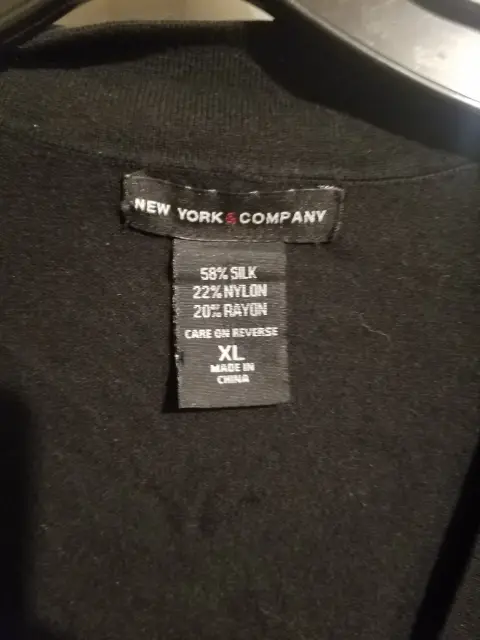 NEW YORK & COMPANY
58% SILK
22% NYLON
20% RAYON
CARE ON REVERSE
XL
MADE IN
CHINA